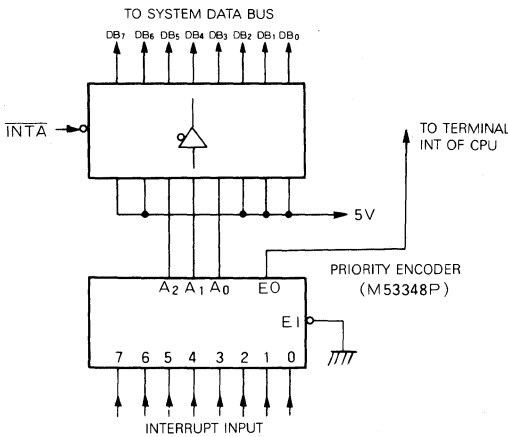 TO SYSTEM DATA BUS
DB7 DB6 DB5 DB4 DB3 DB2 DB1 DB0
INTA
TO TERMINAL
INT OF CPU
5V
A2 A1 A0 EO
PRIORITY ENCODER
(M53348P)
EI
7 6 5 4 3 2 1 0
INTERRUPT INPUT